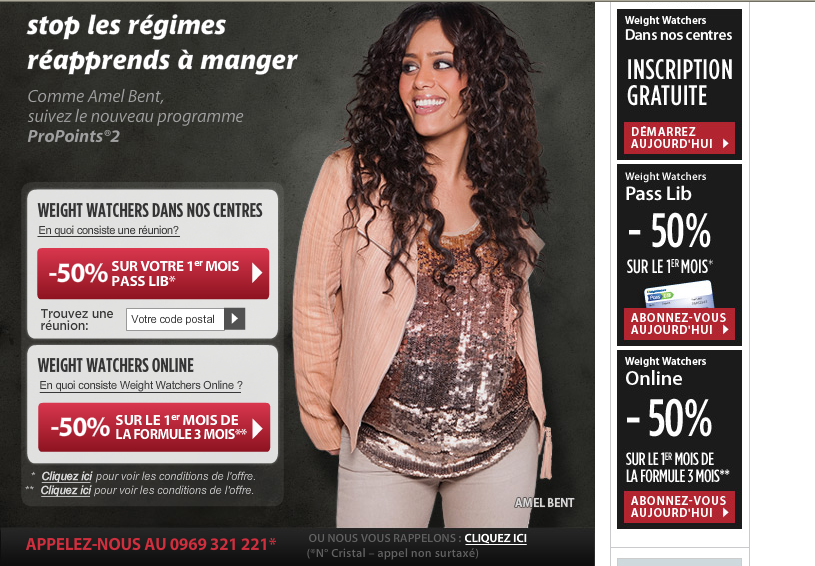 stop les régimes
réapprends à manger
Comme Amel Bent,
suivez le nouveau programme
ProPoints®2
WEIGHT WATCHERS DANS NOS CENTRES
En quoi consiste une réunion?
-50% SUR VOTRE 1er MOIS
PASS LIB*
Trouvez une
réunion:
Votre code postal
WEIGHT WATCHERS ONLINE
En quoi consiste Weight Watchers Online ?
-50% SUR LE 1er MOIS DE
LA FORMULE 3 MOIS**
* Cliquez ici pour voir les conditions de l'offre.
** Cliquez ici pour voir les conditions de l'offre.
AMEL BENT
APPELEZ-NOUS AU 0969 321 221*
OU NOUS VOUS RAPPELONS : CLIQUEZ ICI
(*N° Cristal – appel non surtaxé)
Weight Watchers
Dans nos centres
INSCRIPTION
GRATUITE
DÉMARREZ
AUJOURD'HUI
Weight Watchers
Pass Lib
- 50%
SUR LE 1ER MOIS*
ABONNEZ-VOUS
AUJOURD'HUI
Weight Watchers
Online
- 50%
SUR LE 1ER MOIS DE
LA FORMULE 3 MOIS**
ABONNEZ-VOUS
AUJOURD'HUI